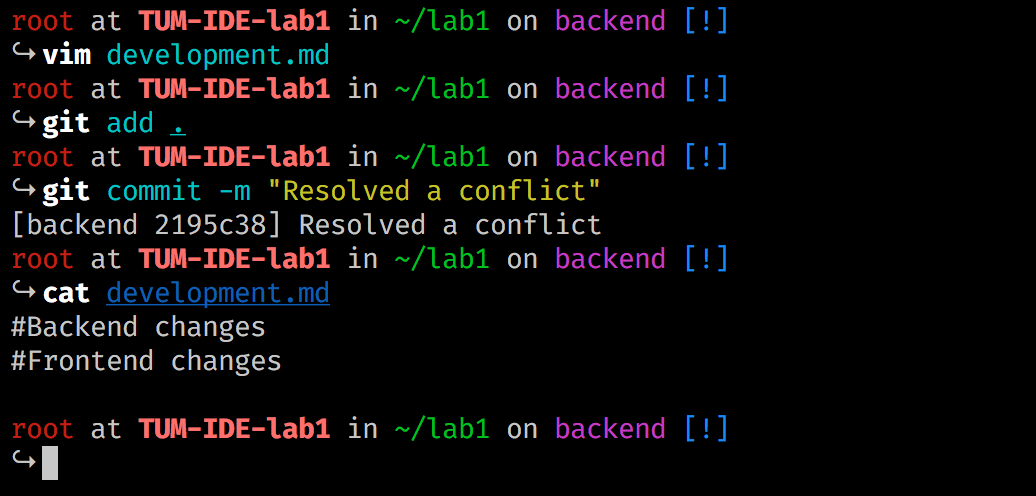 root at TUM-IDE-lab1 in ~/lab1 on backend [!]
↪ vim development.md
root at TUM-IDE-lab1 in ~/lab1 on backend [!]
↪ git add .
root at TUM-IDE-lab1 in ~/lab1 on backend [!]
↪ git commit -m "Resolved a conflict"
[backend 2195c38] Resolved a conflict
root at TUM-IDE-lab1 in ~/lab1 on backend [!]
↪ cat development.md
#Backend changes
#Frontend changes
root at TUM-IDE-lab1 in ~/lab1 on backend [!]
↪